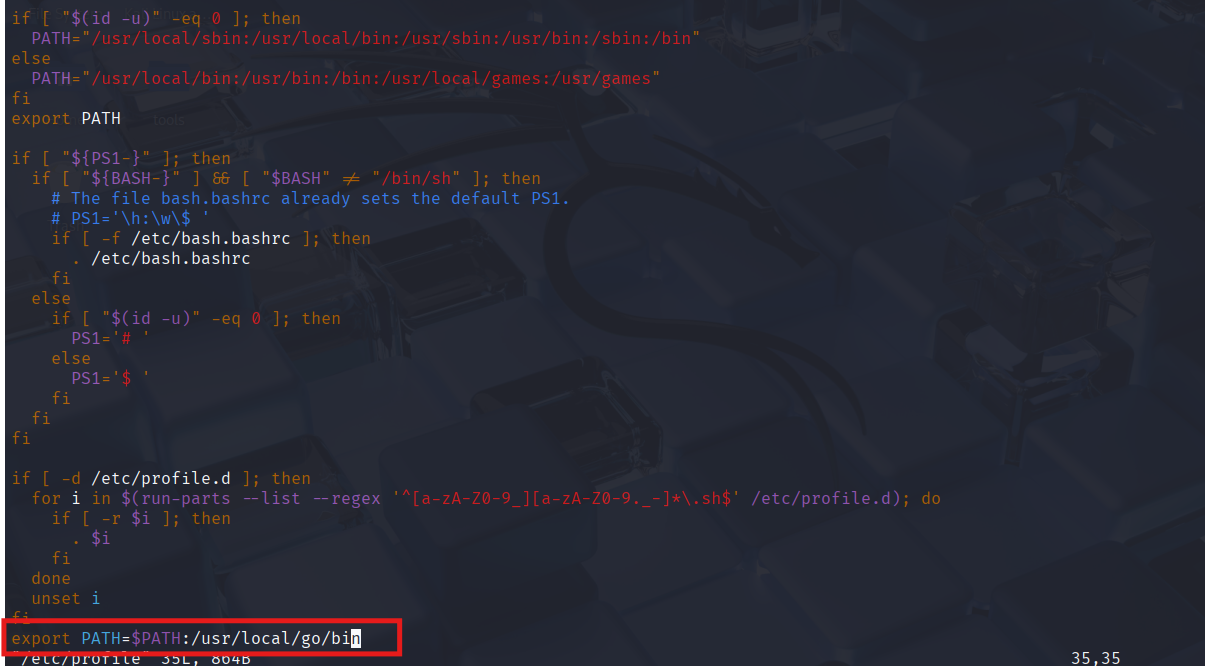 if [ "$(id -u)" -eq 0 ]; then
  PATH="/usr/local/sbin:/usr/local/bin:/usr/sbin:/usr/bin:/sbin:/bin"
else
  PATH="/usr/local/bin:/usr/bin:/bin:/usr/local/games:/usr/games"
fi
export PATH
tools
if [ "${PS1-}" ]; then
  if [ "${BASH-}" ] && [ "$BASH" != "/bin/sh" ]; then
    # The file bash.bashrc already sets the default PS1.
    # PS1='\h:\w\$ '
    if [ -f /etc/bash.bashrc ]; then
      . /etc/bash.bashrc
    fi
  else
    if [ "$(id -u)" -eq 0 ]; then
      PS1='# '
    else
      PS1='$ '
    fi
  fi
fi

if [ -d /etc/profile.d ]; then
  for i in $(run-parts --list --regex '^[a-zA-Z0-9_][a-zA-Z0-9._-]*\.sh$' /etc/profile.d); do
    if [ -r $i ]; then
      . $i
    fi
  done
  unset i
fi
export PATH=$PATH:/usr/local/go/bin
"/etc/profile" 35L, 864B 35,35